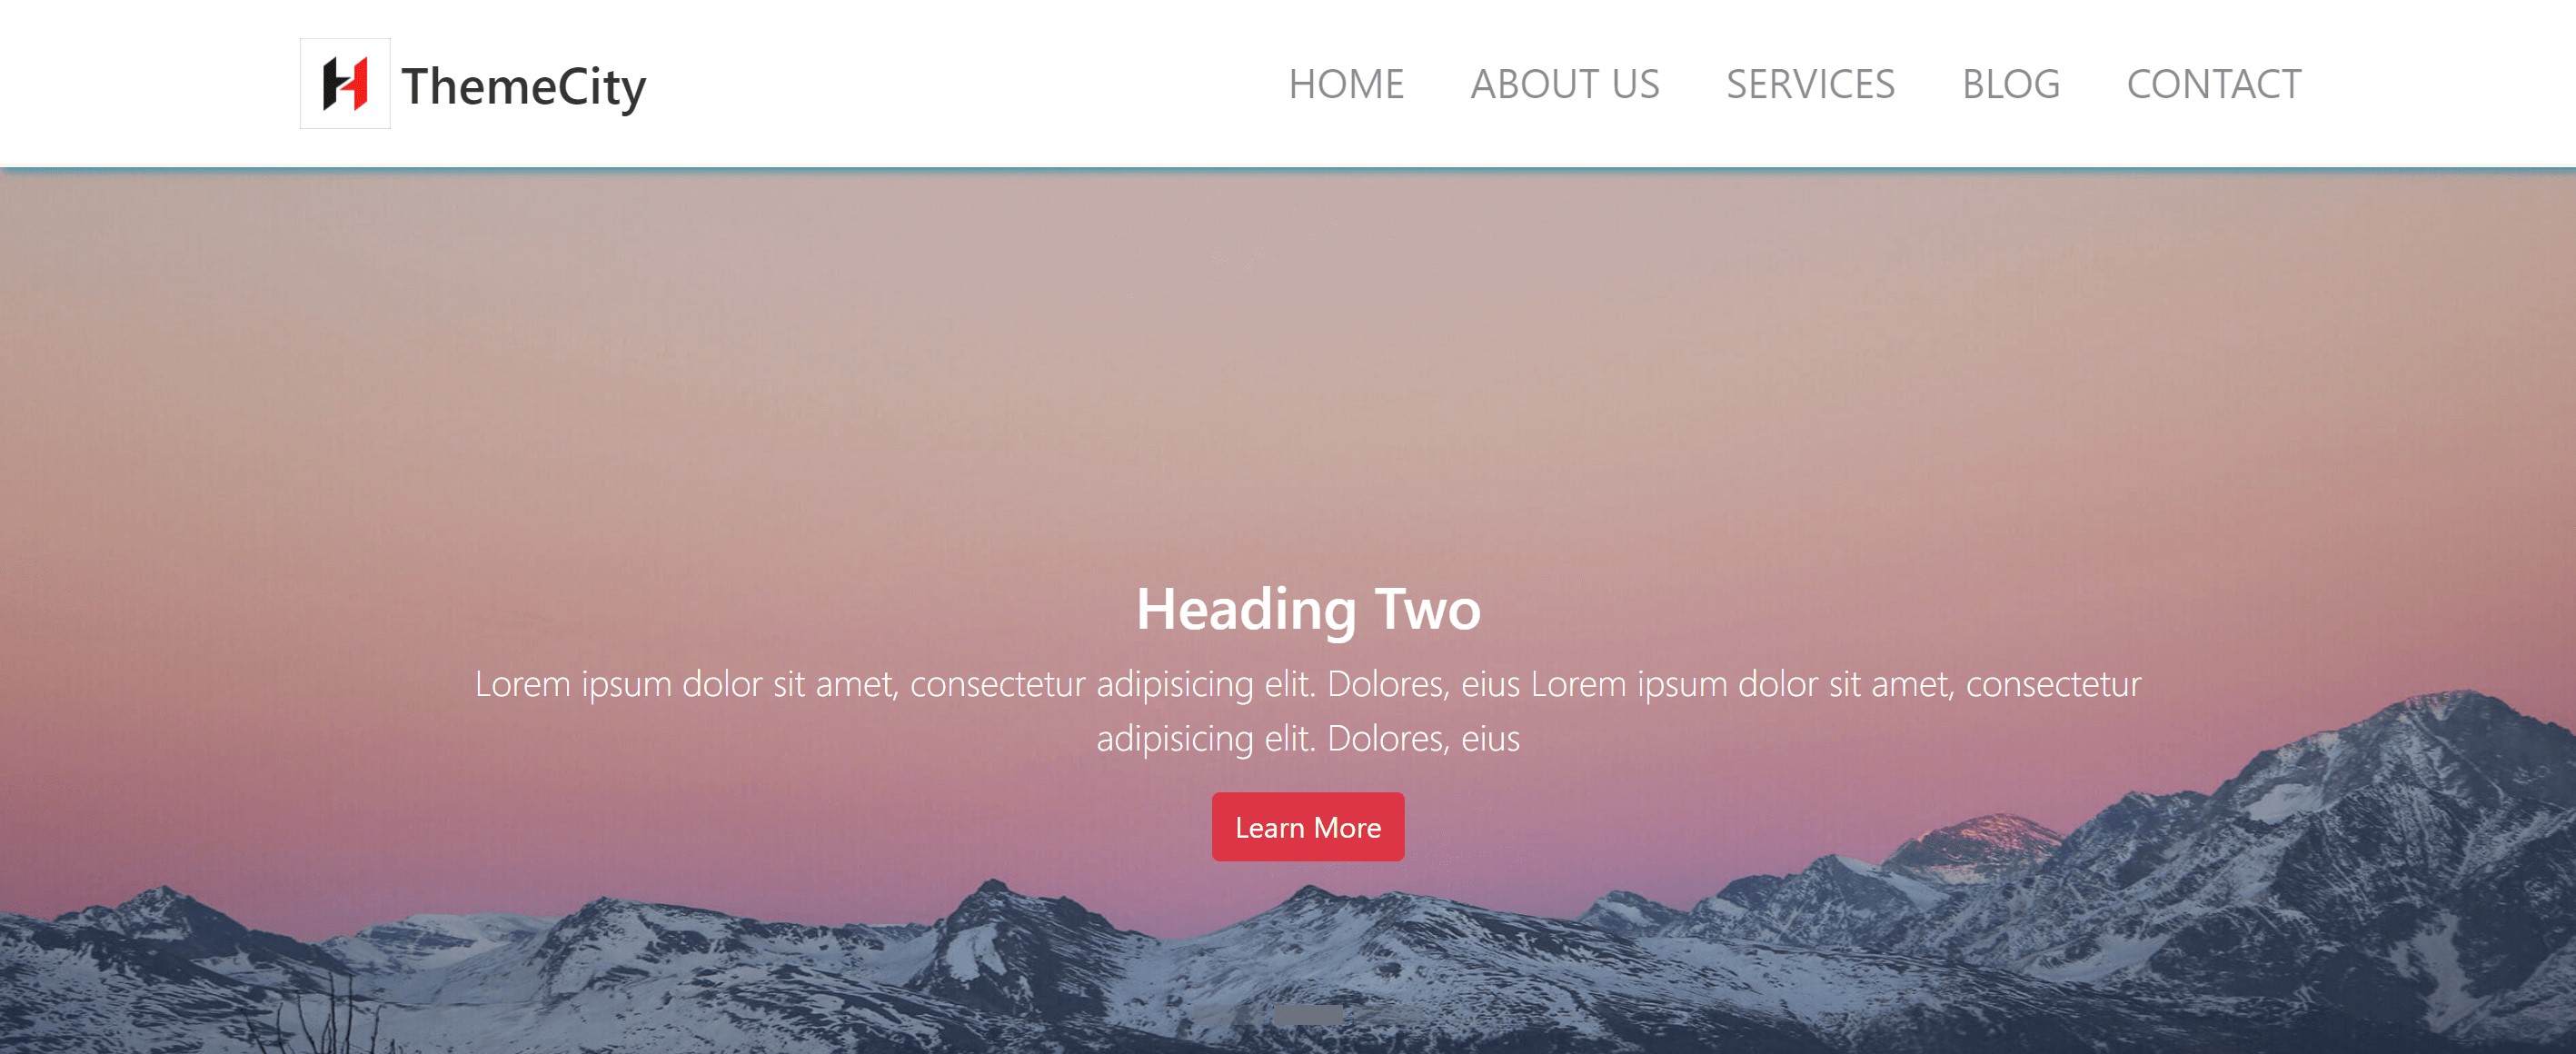 ThemeCity
HOME ABOUT US SERVICES BLOG CONTACT
Heading Two
Lorem ipsum dolor sit amet, consectetur adipisicing elit. Dolores, eius Lorem ipsum dolor sit amet, consectetur
adipisicing elit. Dolores, eius
Learn More